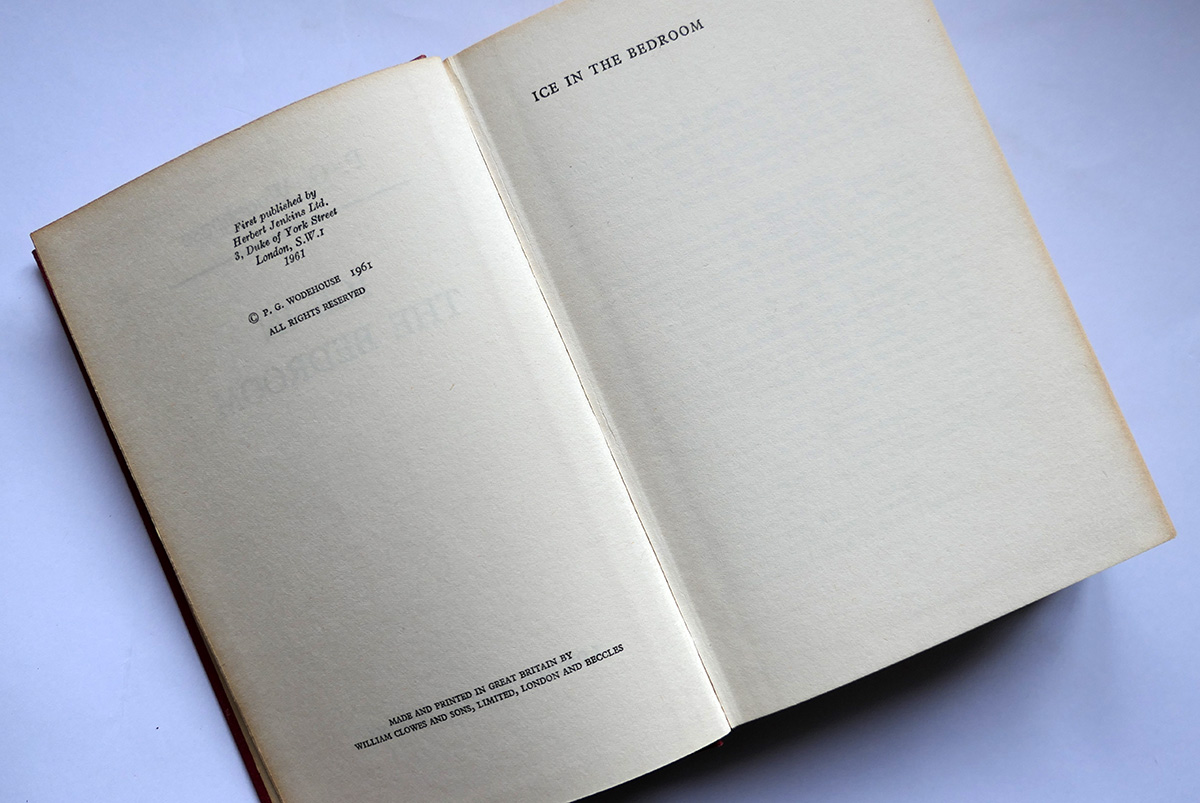 First published by
Herbert Jenkins Ltd.
3, Duke of York Street
London, S.W.1
1961
© P. G. WODEHOUSE 1961
ALL RIGHTS RESERVED
MADE AND PRINTED IN GREAT BRITAIN BY
WILLIAM CLOWES AND SONS, LIMITED, LONDON AND BECCLES
ICE IN THE BEDROOM